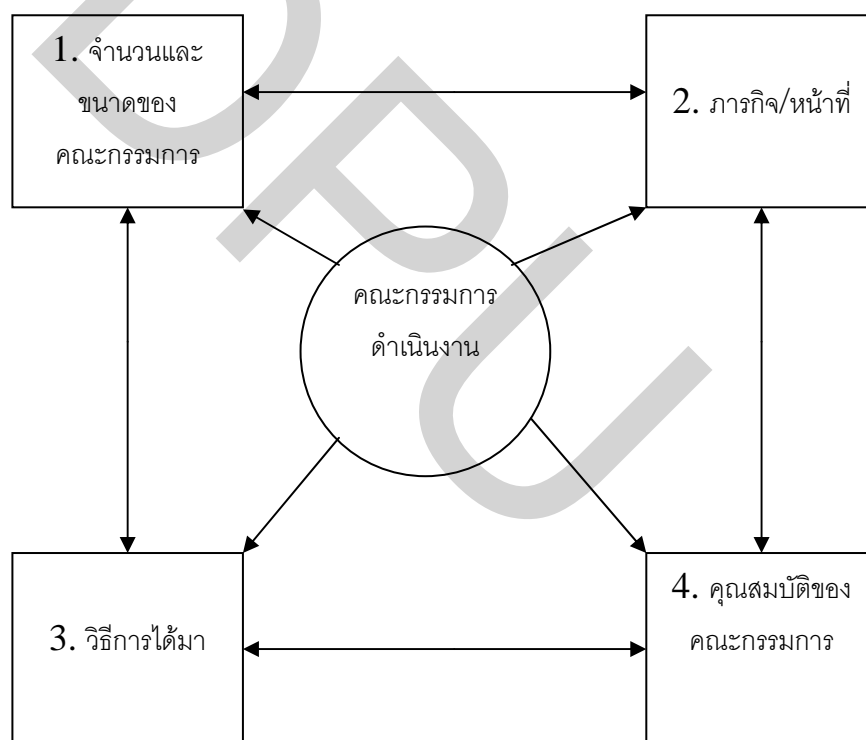 1. จำนวนและ
ขนาดของ
คณะกรรมการ
2. ภารกิจ/หน้าที่
คณะกรรมการ
ดำเนินงาน
3. วิธีการได้มา
4. คุณสมบัติของ
คณะกรรมการ
DPU